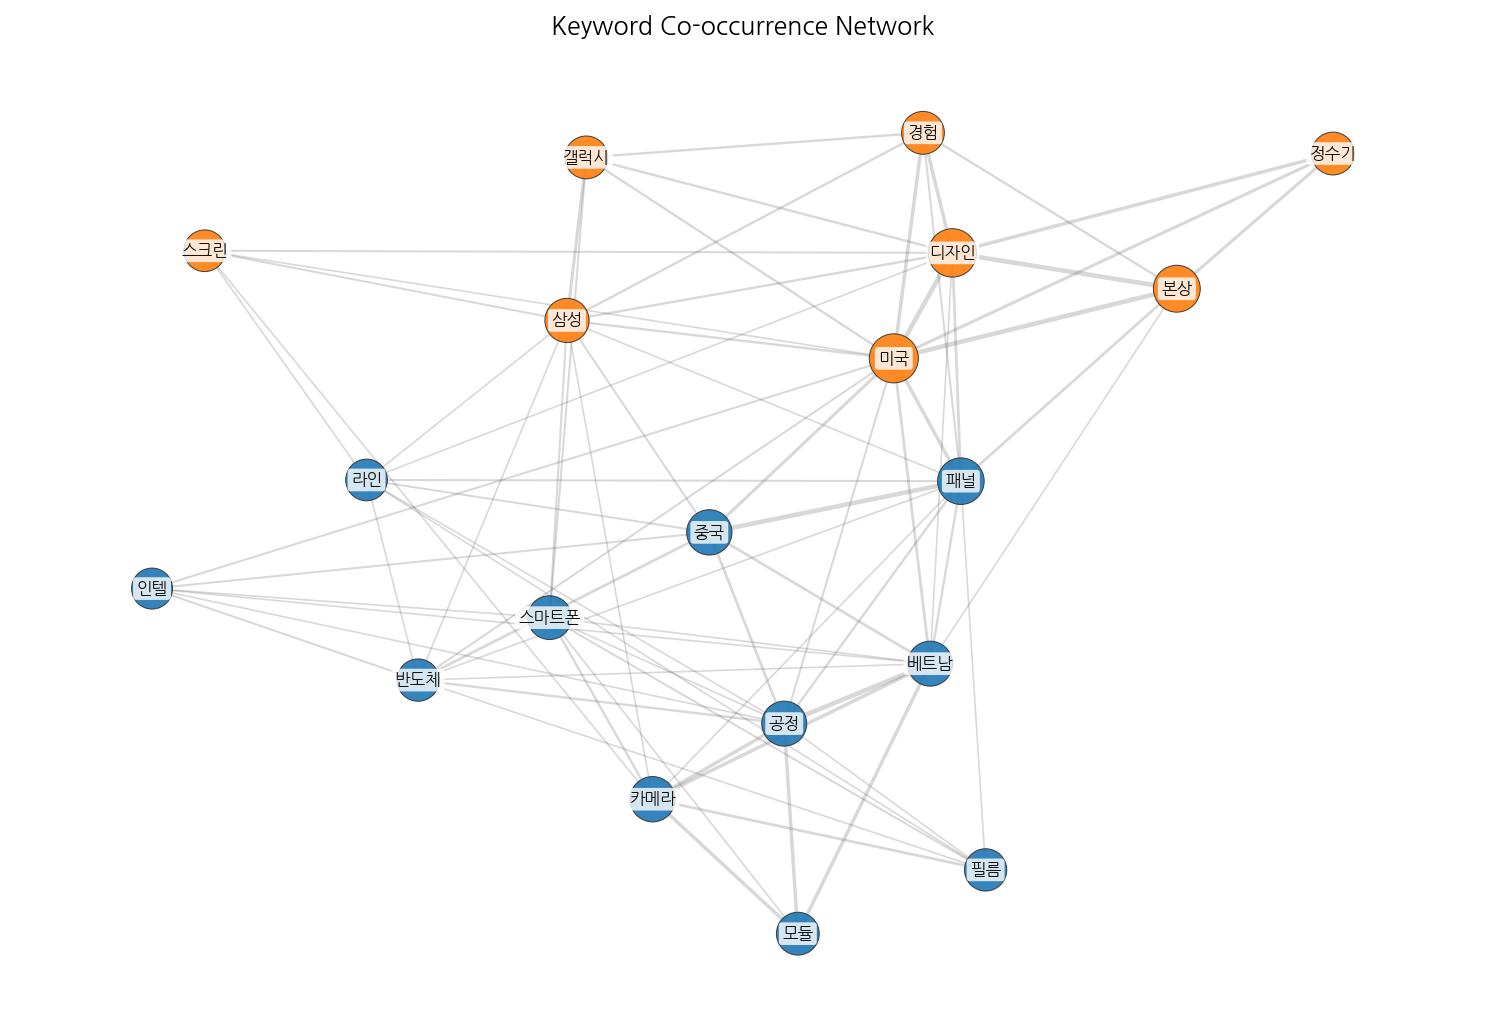 Keyword Co-occurrence Network
경험
갤럭시
정수기
스크린
디자인
본상
삼성
미국
라인
패널
중국
인텔
스마트폰
베트남
반도체
공정
카메라
필름
모듈